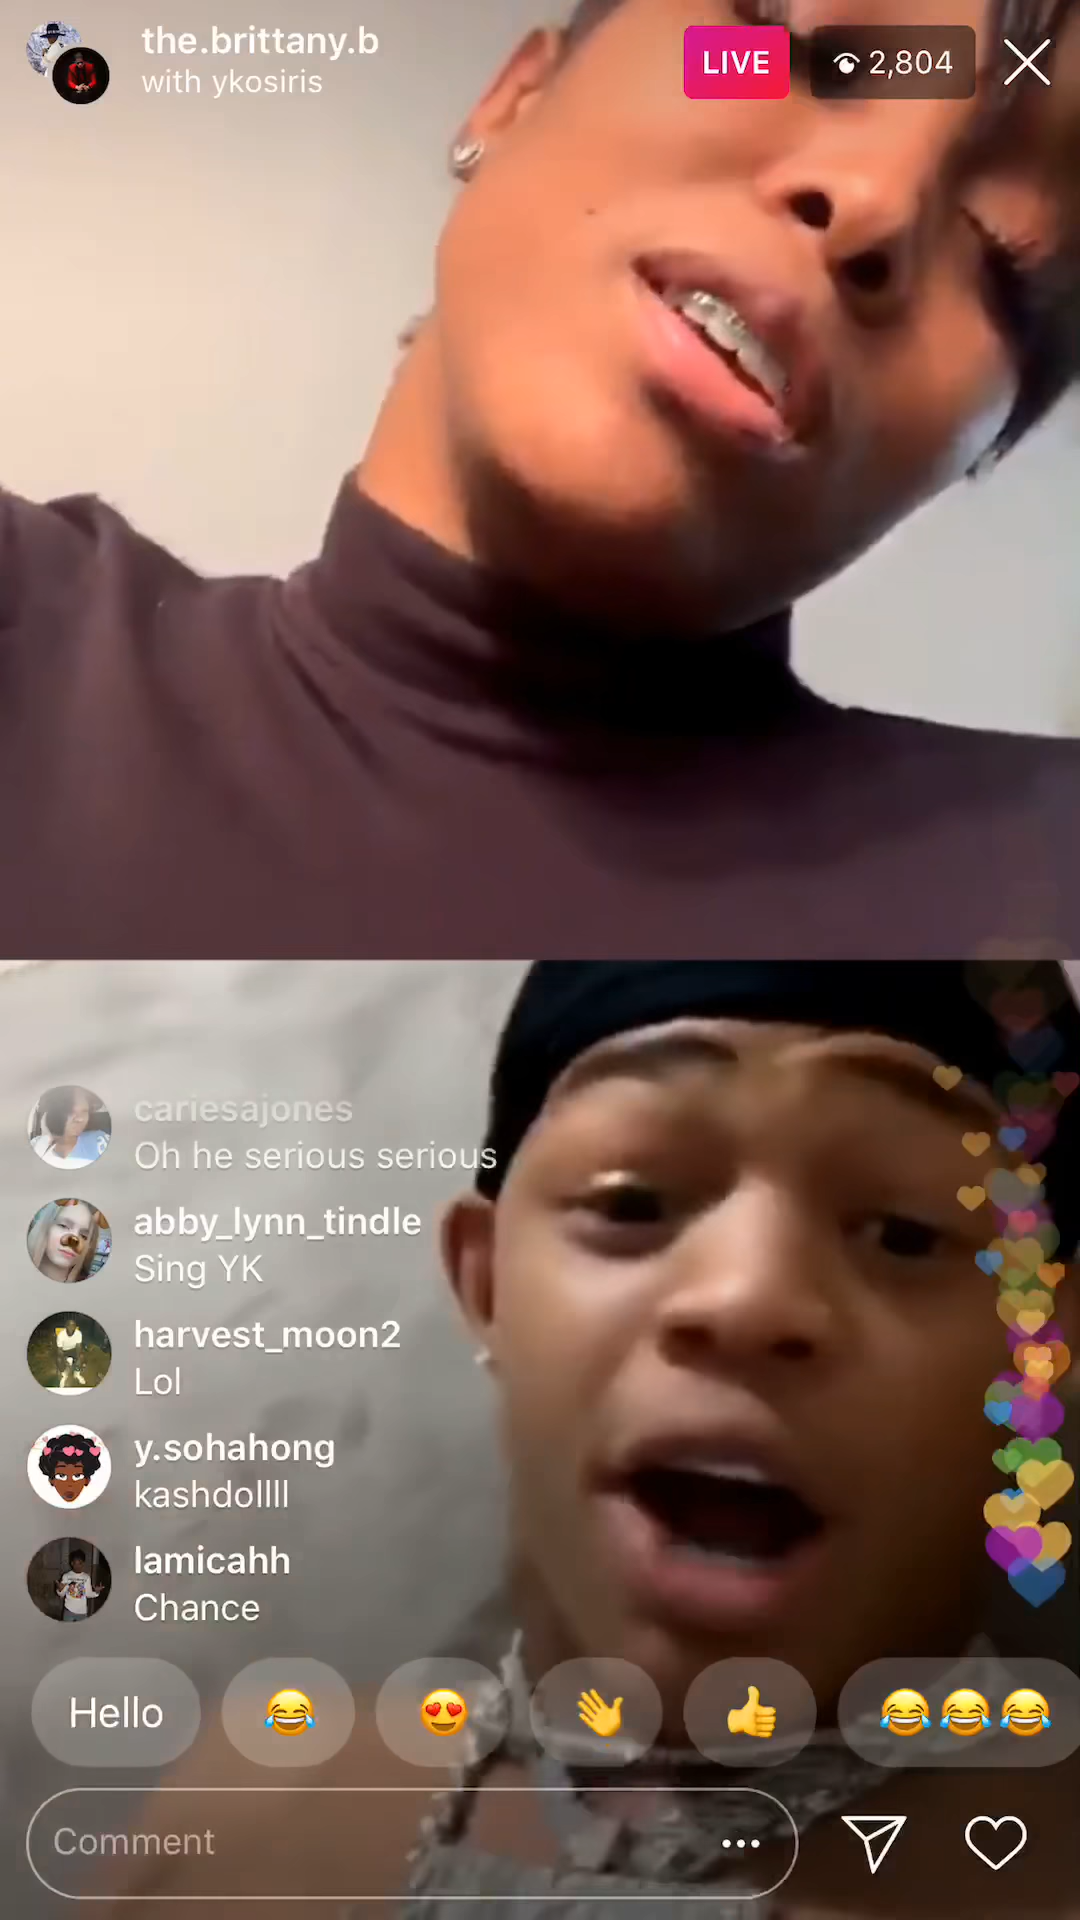 the.brittany.b
with ykosiris
LIVE
2,804
cariesajones
Oh he serious serious
abby_lynn_tindle
Sing YK
harvest_moon2
Lol
y.sohahong
kashdollll
lamicahh
Chance
Hello
Comment